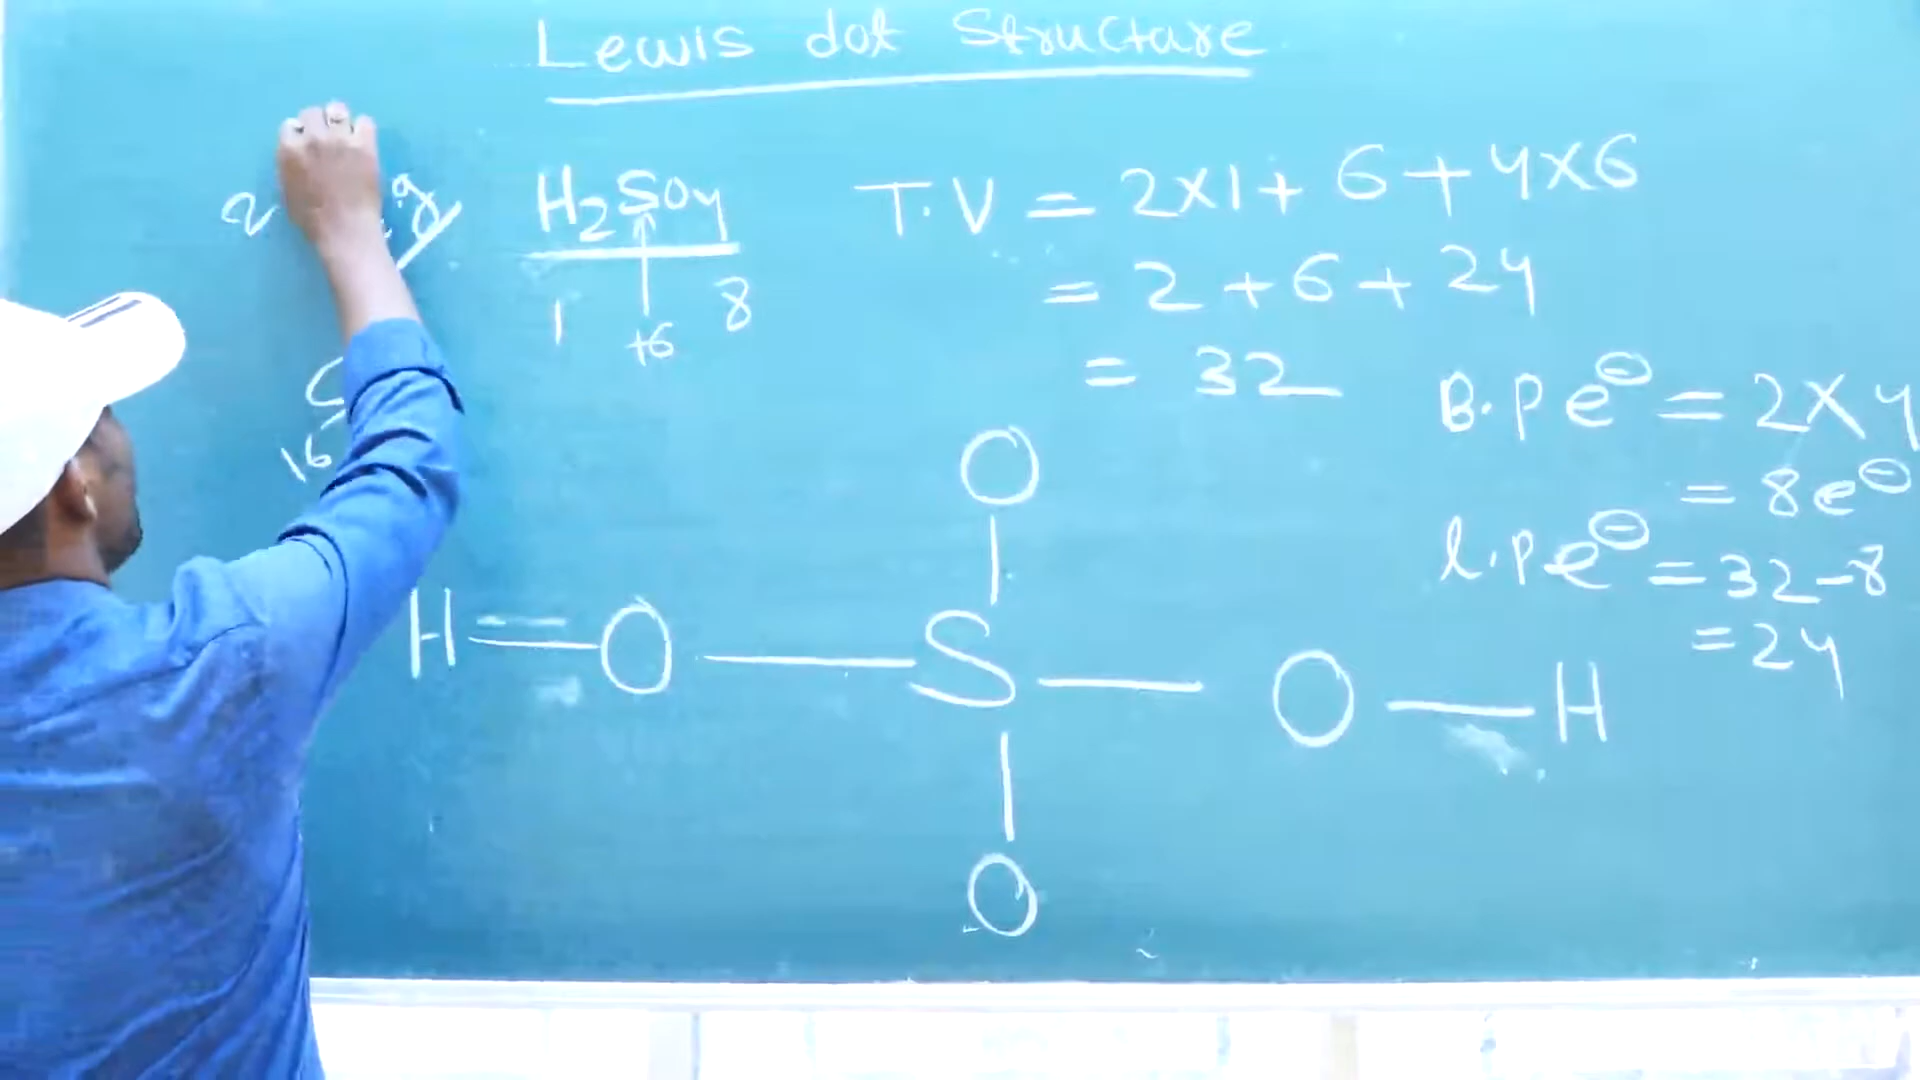 Lewis dot Structure
H2SO4
1 +6 8
T.V = 2X1 + 6 + 4X6
= 2 + 6 + 24
= 32
B.P e⊖ = 2X4
= 8e⊖
l.P e⊖ = 32-8
= 24
16
O
H = O — S — O — H
O